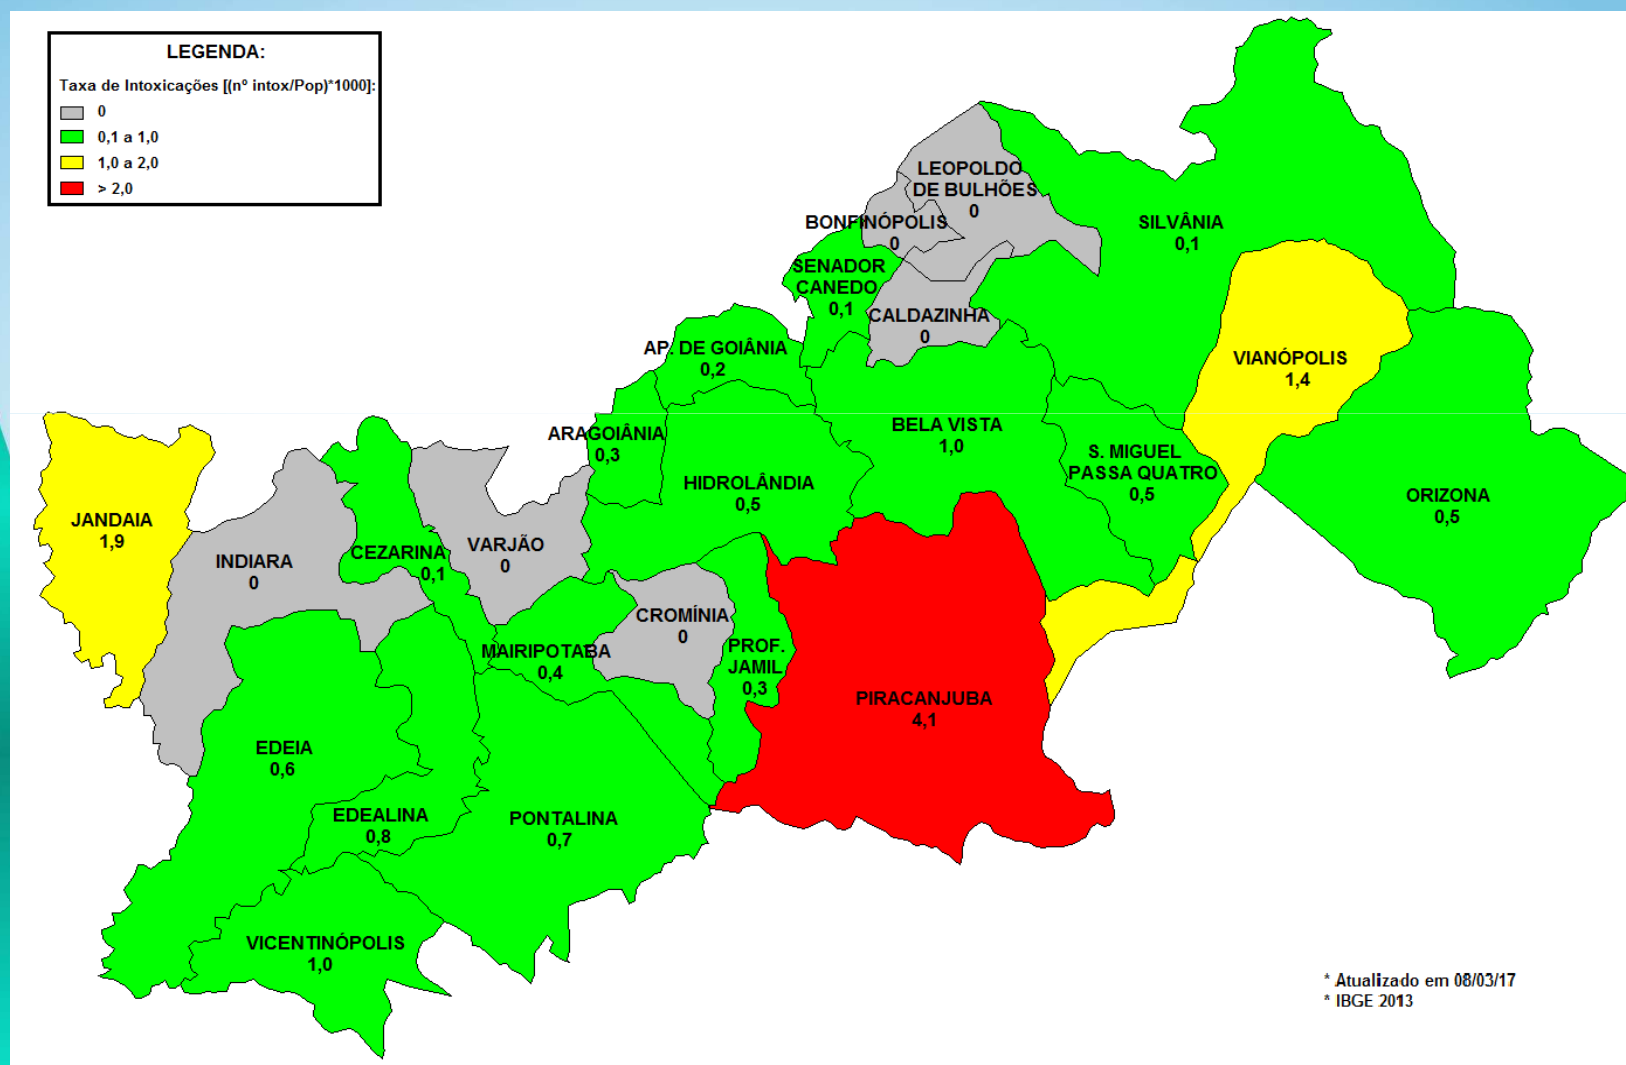 LEGENDA:
Taxa de Intoxicações [(nº intox/Pop)*1000]:
0
0,1 a 1,0
1,0 a 2,0
> 2,0
LEOPOLDO
DE BULHÕES
0
BONFINÓPOLIS
0
SILVÂNIA
0,1
SENADOR
CANEDO
0,1
CALDAZINHA
0
AP. DE GOIÂNIA
0,2
VIANÓPOLIS
1,4
ARAGOIÂNIA
0,3
BELA VISTA
1,0
S. MIGUEL
PASSA QUATRO
0,5
HIDROLÂNDIA
0,5
ORIZONA
0,5
JANDAIA
1,9
INDIARA
0
CEZARINA
0,1
VARJÃO
0
CROMÍNIA
0
MAIRIPOTABA
0,4
PROF.
JAMIL
0,3
PIRACANJUBA
4,1
EDEIA
0,6
EDEALINA
0,8
PONTALINA
0,7
VICENTINÓPOLIS
1,0
* Atualizado em 08/03/17
* IBGE 2013